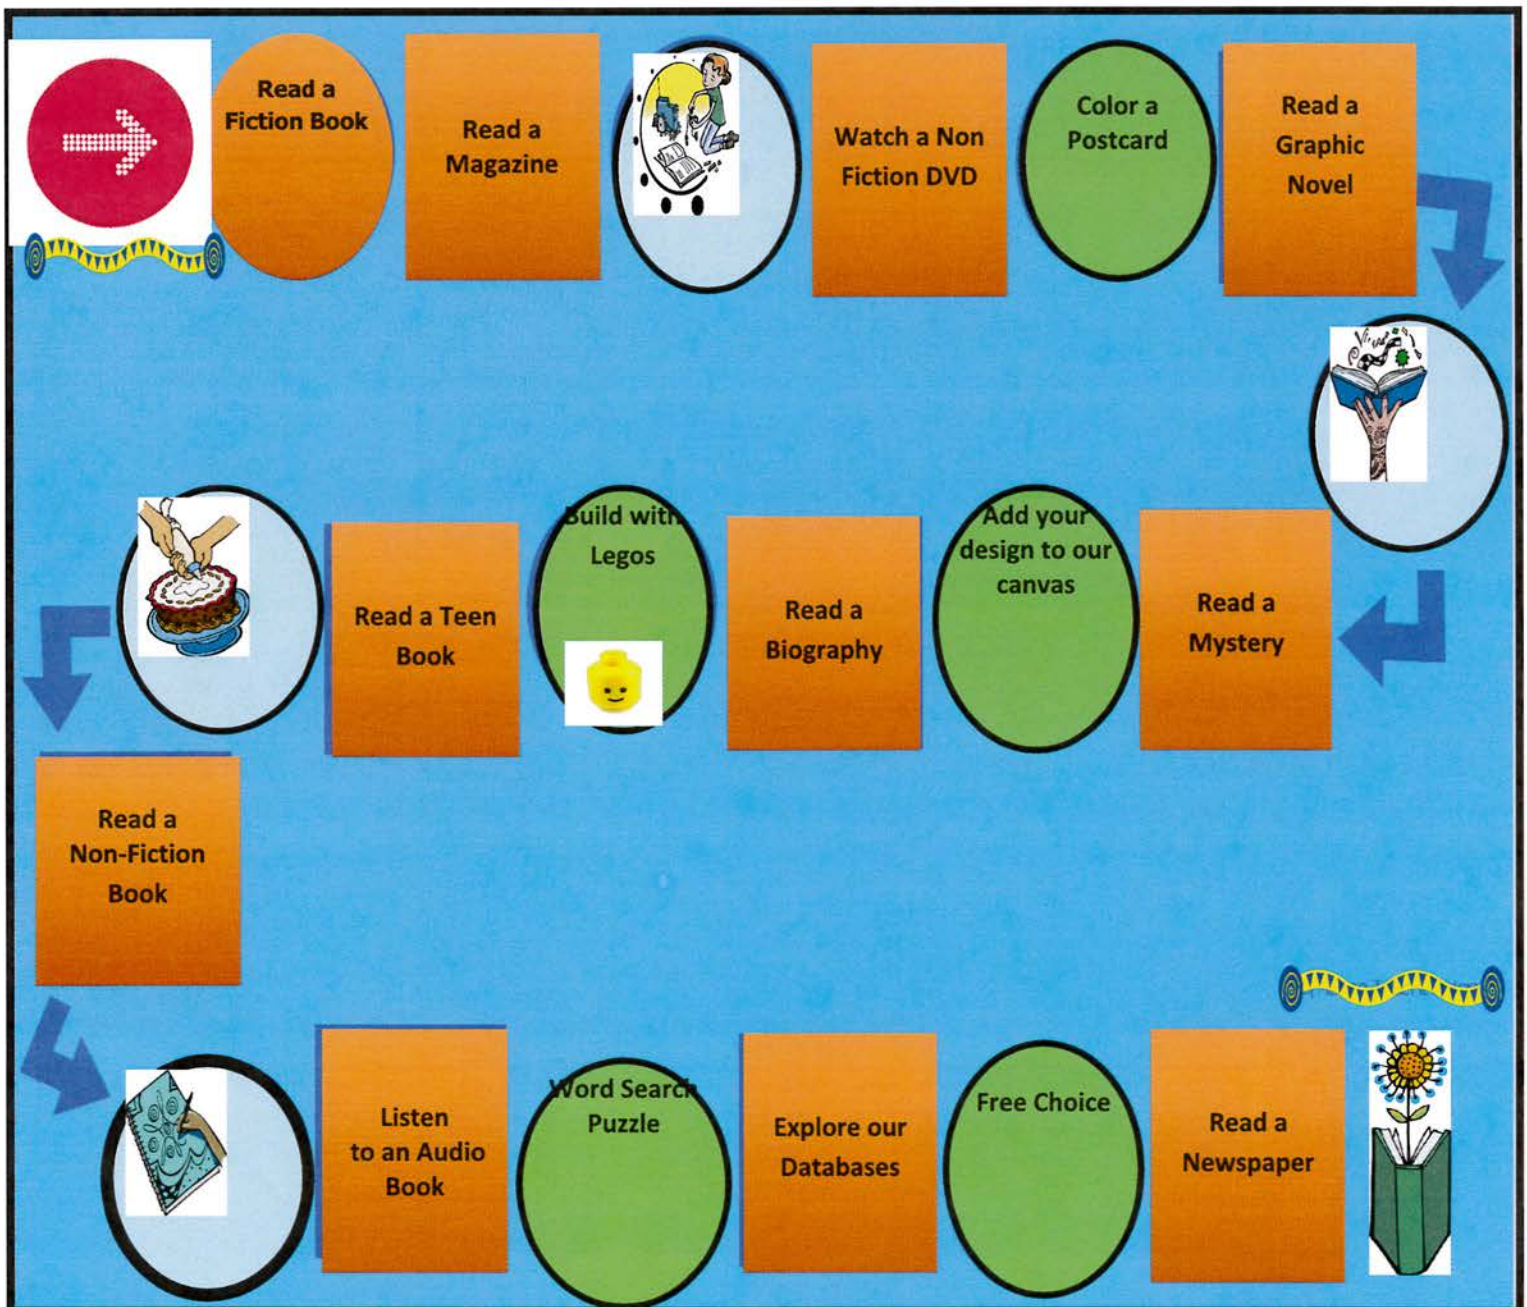 Read a
Fiction Book
Read a
Magazine
Watch a Non
Fiction DVD
Color a
Postcard
Read a
Graphic
Novel
Read a
Mystery
Add your
design to our
canvas
Read a
Biography
Build with
Legos
Read a Teen
Book
Read a
Non-Fiction
Book
Listen
to an Audio
Book
Word Search
Puzzle
Explore our
Databases
Free Choice
Read a
Newspaper